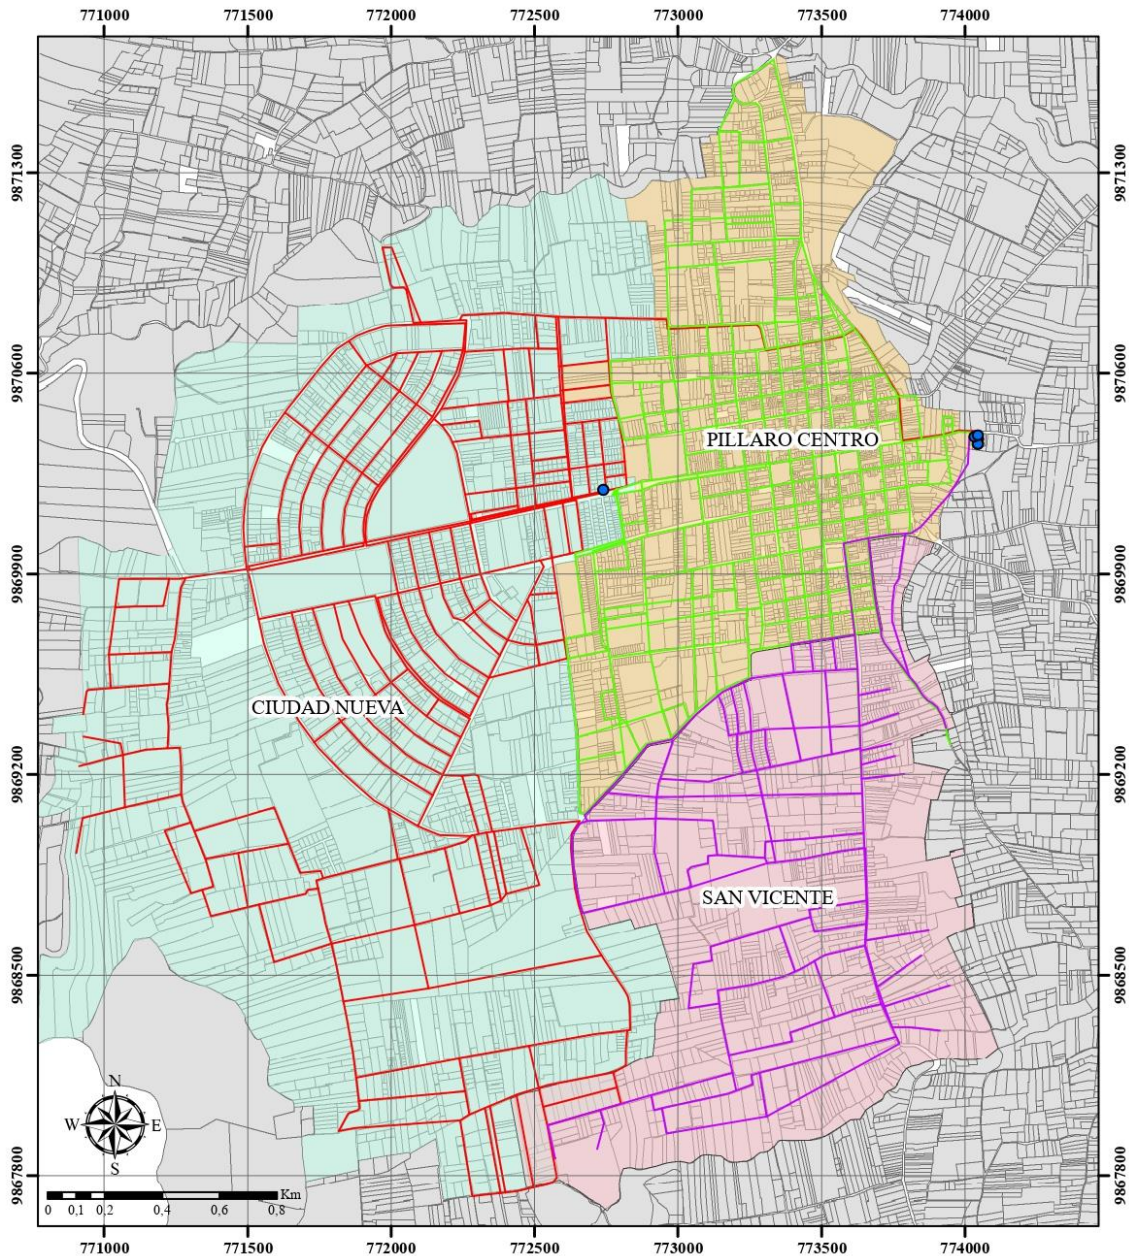 771000 771500 772000 772500 773000 773500 774000
9871300 9871300
9870600 9870600
PILLARO CENTRO
9869900 9869900
CIUDAD NUEVA
9869200 9869200
SAN VICENTE
9868500 9868500
N
W E
S
9867800 9867800
Km
0 0,1 0,2 0,4 0,6 0,8
771000 771500 772000 772500 773000 773500 774000